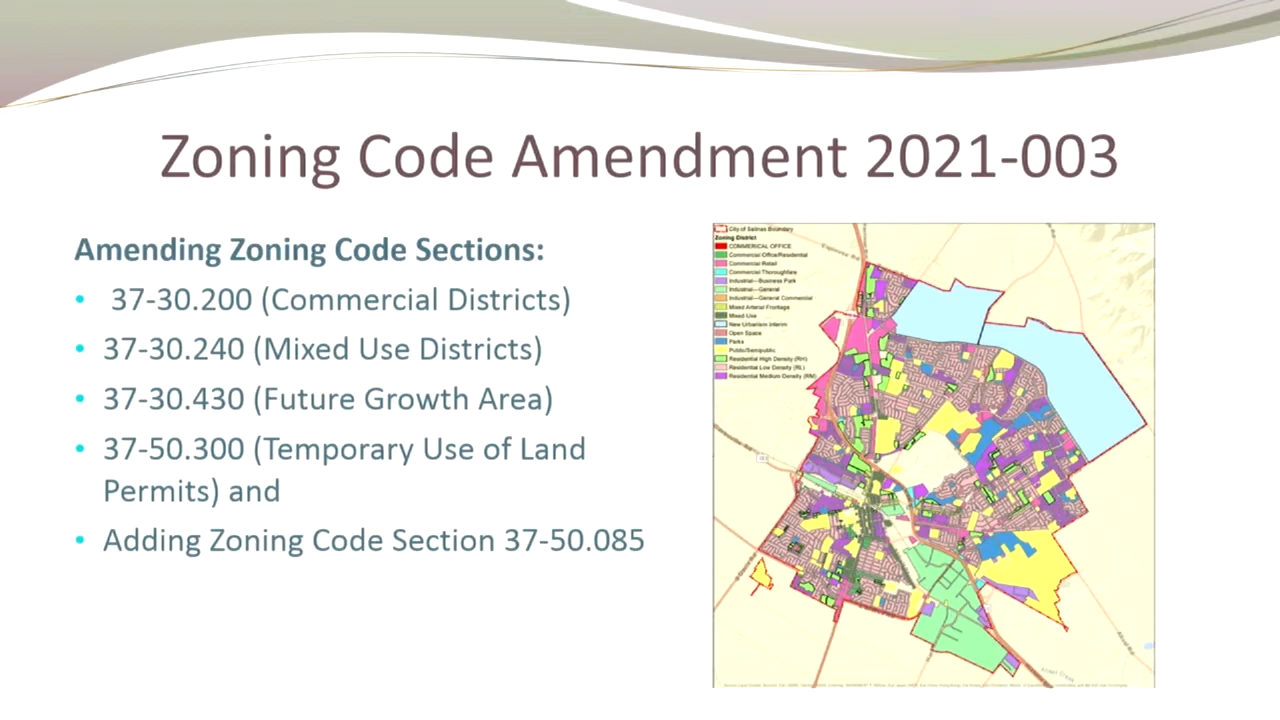 Zoning Code Amendment 2021-003
Amending Zoning Code Sections:
• 37-30.200 (Commercial Districts)
• 37-30.240 (Mixed Use Districts)
• 37-30.430 (Future Growth Area)
• 37-50.300 (Temporary Use of Land
Permits) and
• Adding Zoning Code Section 37-50.085
City of Salinas Boundary
Zoning District
COMMERICAL OFFICE
Commercial Office/Residential
Commercial Retail
Commercial Thoroughfare
Industrial—Business Park
Industrial—General
Industrial—General Commercial
Mixed Arterial Frontage
Mixed Use
New Urbanism Interim
Open Space
Parks
Public/Semipublic
Residential High Density (RH)
Residential Low Density (RL)
Residential Medium Density (RM)